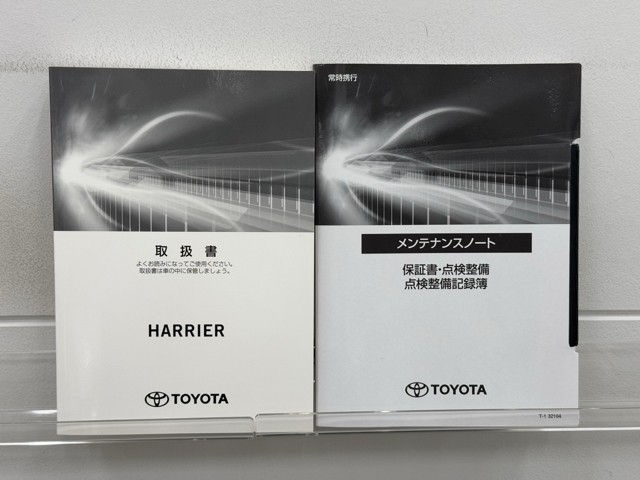 取扱書
よくお読みになってご使用ください。
取扱書は車の中に保管しましょう。
HARRIER
TOYOTA
常時携行
メンテナンスノート
保証書・点検整備
点検整備記録簿
TOYOTA